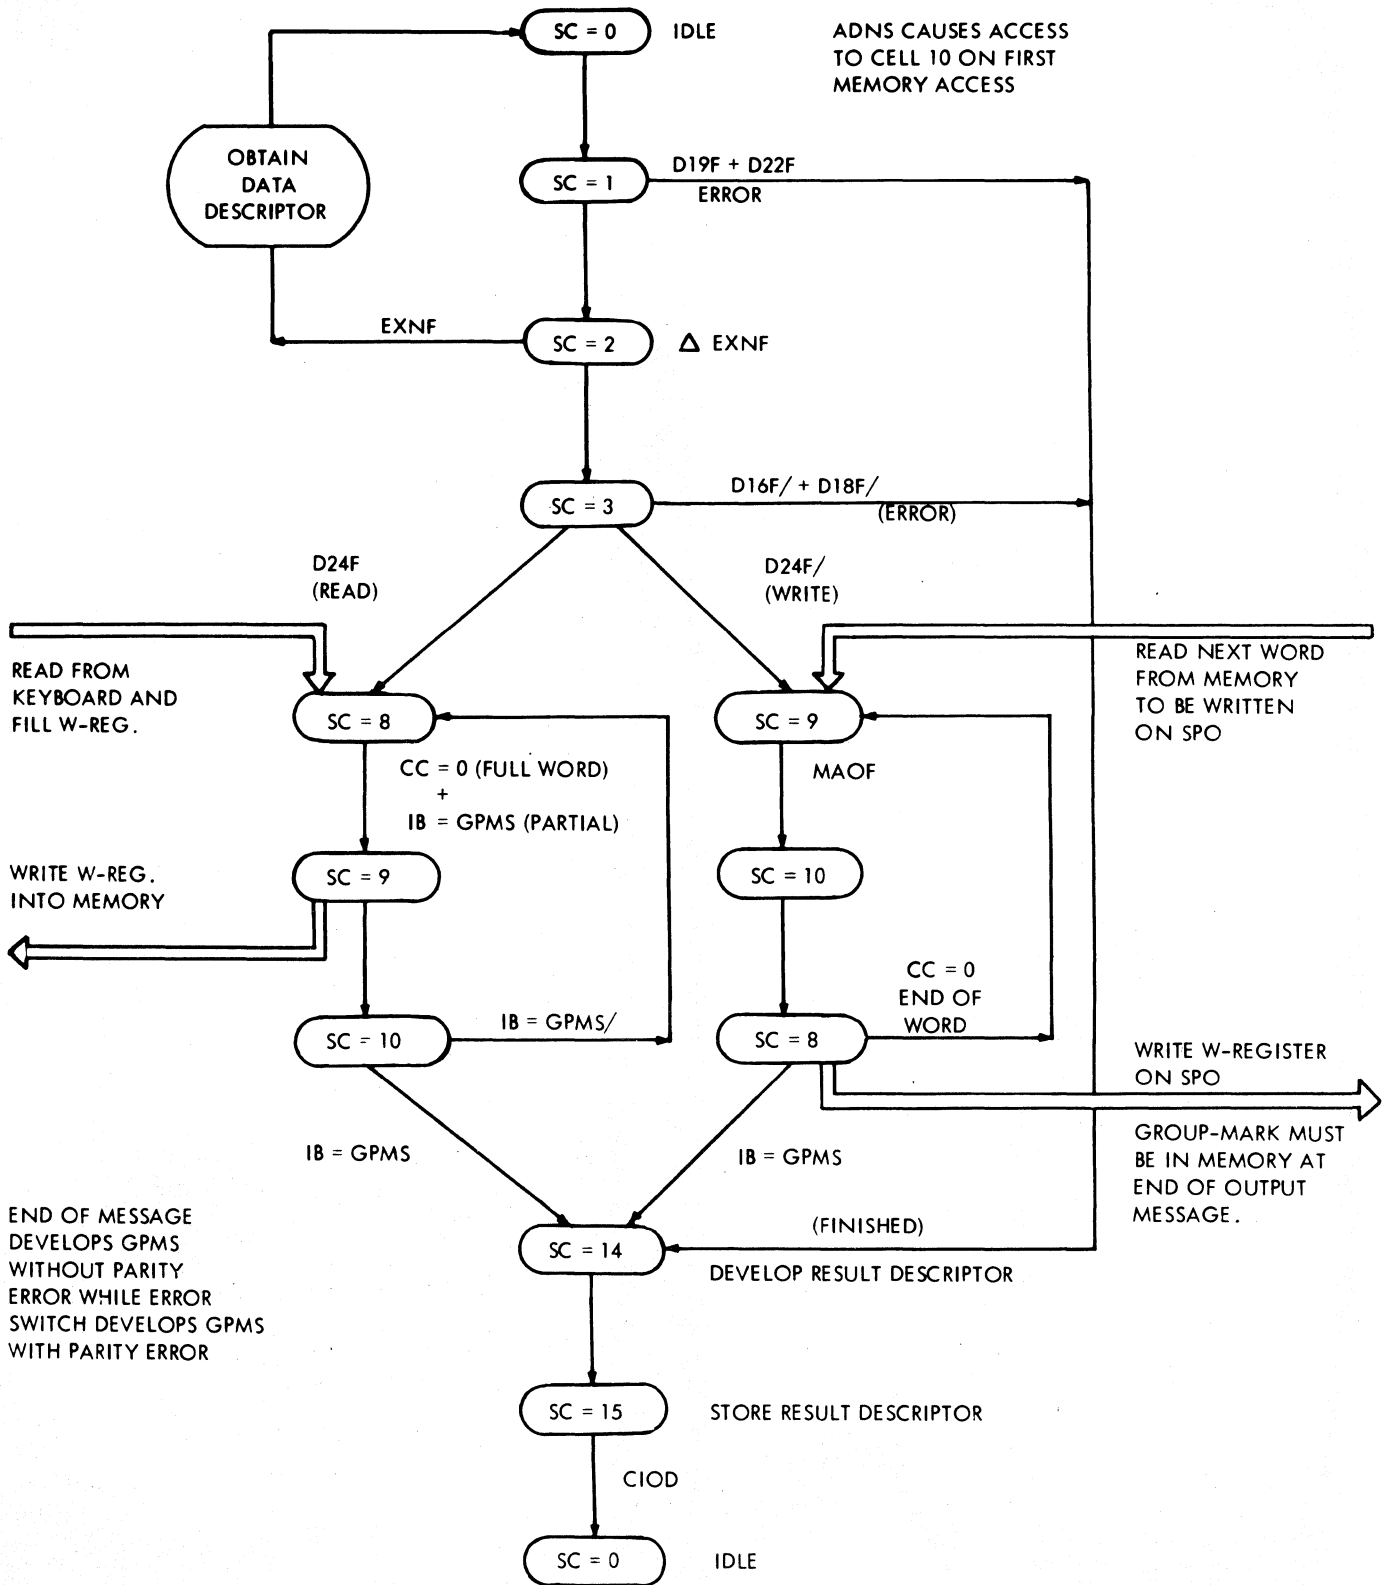 SC = 0
IDLE
ADNS CAUSES ACCESS
TO CELL 10 ON FIRST
MEMORY ACCESS
OBTAIN
DATA
DESCRIPTOR
SC = 1
D19F + D22F
ERROR
EXNF
SC = 2
Δ EXNF
SC = 3
D16F/ + D18F/
(ERROR)
D24F
(READ)
D24F/
(WRITE)
READ FROM
KEYBOARD AND
FILL W-REG.
READ NEXT WORD
FROM MEMORY
TO BE WRITTEN
ON SPO
SC = 8
SC = 9
CC = 0 (FULL WORD)
+
IB = GPMS (PARTIAL)
MAOF
WRITE W-REG.
INTO MEMORY
SC = 9
SC = 10
CC = 0
END OF
WORD
SC = 10
IB = GPMS/
SC = 8
WRITE W-REGISTER
ON SPO
GROUP-MARK MUST
BE IN MEMORY AT
END OF OUTPUT
MESSAGE.
IB = GPMS
IB = GPMS
END OF MESSAGE
DEVELOPS GPMS
WITHOUT PARITY
ERROR WHILE ERROR
SWITCH DEVELOPS GPMS
WITH PARITY ERROR
(FINISHED)
SC = 14
DEVELOP RESULT DESCRIPTOR
SC = 15
STORE RESULT DESCRIPTOR
CIOD
SC = 0
IDLE